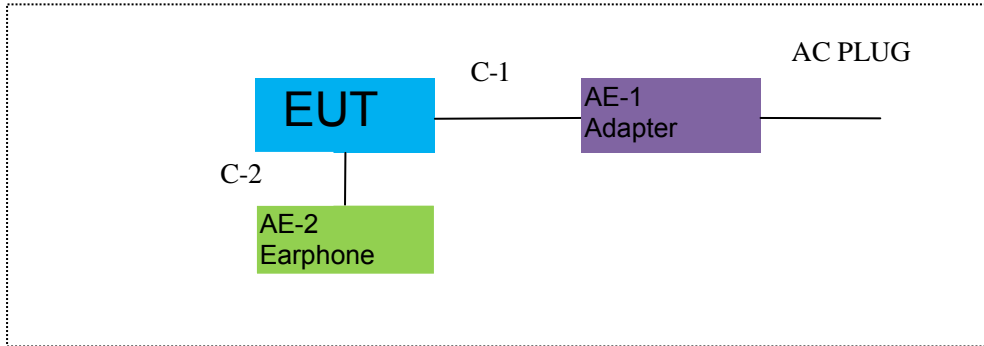 AC PLUG
C-1
EUT
AE-1
Adapter
C-2
AE-2
Earphone